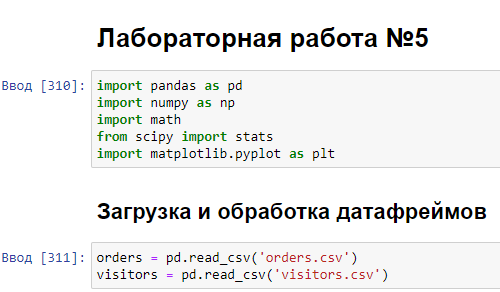 Лабораторная работа №5
Ввод [310]: import pandas as pd
import numpy as np
import math
from scipy import stats
import matplotlib.pyplot as plt
Загрузка и обработка датафреймов
Ввод [311]: orders = pd.read_csv('orders.csv')
visitors = pd.read_csv('visitors.csv')